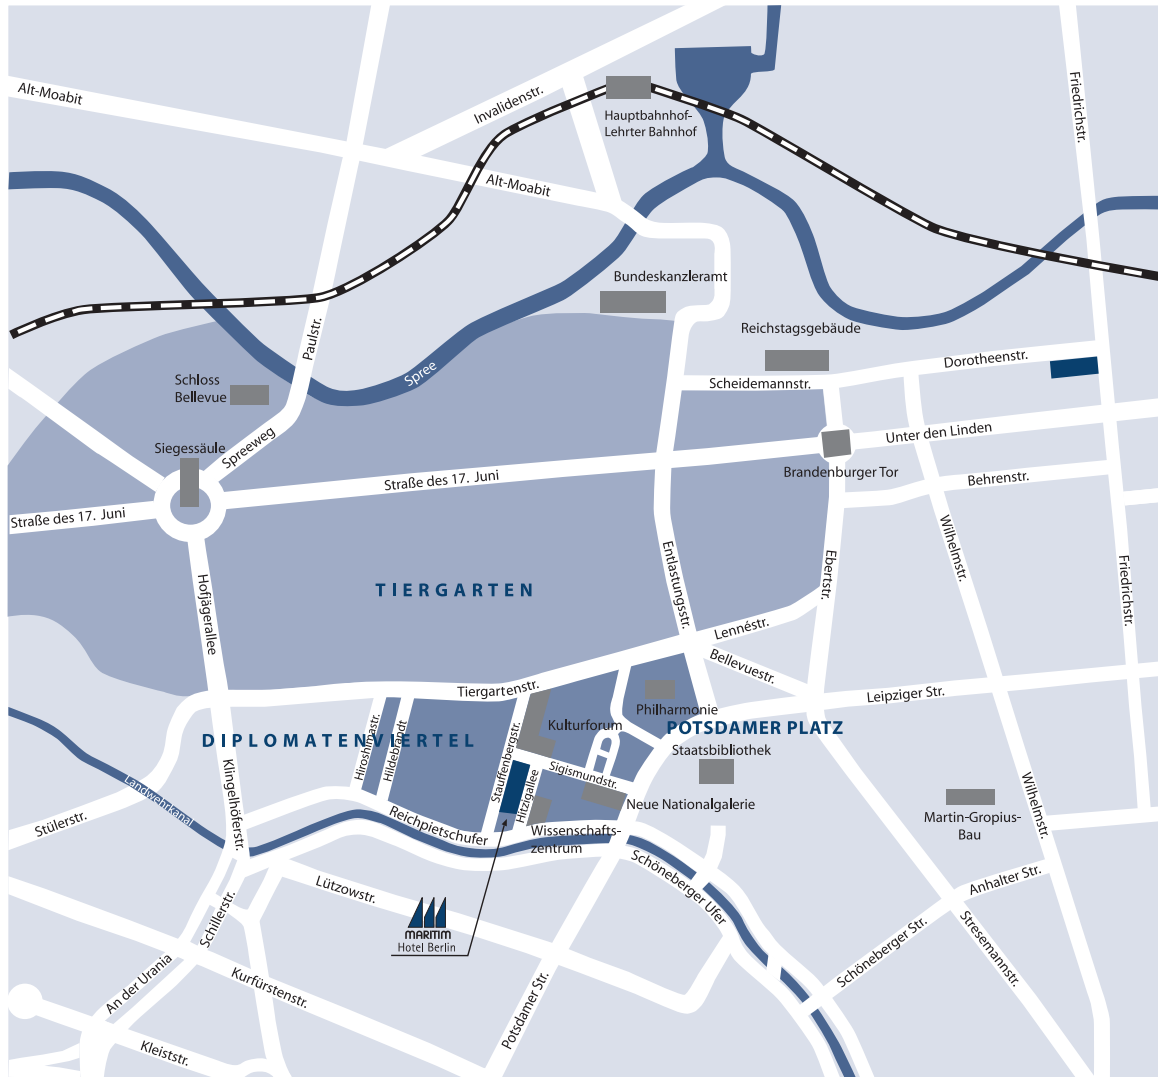 Alt-Moabit
Invalidenstr.
Hauptbahnhof-
Lehrter Bahnhof
Friedrichstr.
Alt-Moabit
Bundeskanzleramt
Reichstagsgebäude
Paulstr.
Spree
Schloss
Bellevue
Dorotheenstr.
Scheidemannstr.
Siegessäule
Spreeweg
Unter den Linden
Brandenburger Tor
Straße des 17. Juni
Behrenstr.
Straße des 17. Juni
Wilhelmstr.
Entlastungsstr.
Ebertstr.
Friedrichstr.
Hofjägerallee
TIERGARTEN
Lennéstr.
Bellevuestr.
Tiergartenstr.
Leipziger Str.
Philharmonie
Kulturforum
POTSDAMER PLATZ
DIPLOMATENVIERTEL
Hiroshimastr.
Hildebrandt
Stauffenbergstr.
Staatsbibliothek
Sigismundstr.
Klingelhöferstr.
Hitzigallee
Landwehrkanal
Neue Nationalgalerie
Wilhelmstr.
Stülerstr.
Reichpietschufer
Wissenschafts-
zentrum
Martin-Gropius-
Bau
Schöneberger Ufer
Lützowstr.
Anhalter Str.
Schillerstr.
MARITIM
Hotel Berlin
Schöneberger Str.
Stresemannstr.
An der Urania
Kurfürstenstr.
Potsdamer Str.
Kleiststr.